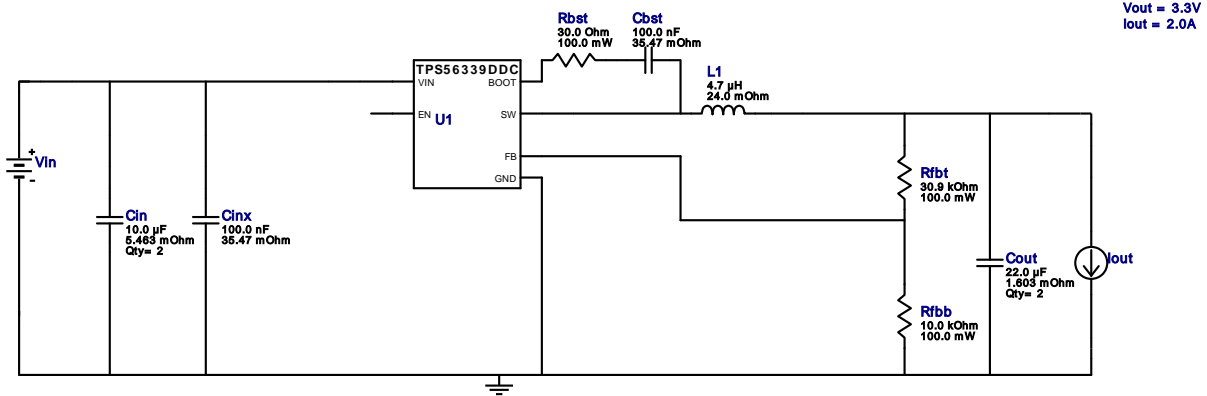 Vout = 3.3V
Iout = 2.0A
Rbst
30.0 Ohm
100.0 mW
Cbst
100.0 nF
35.47 mOhm
TPS56339DDC
VIN
BOOT
EN
U1
SW
FB
GND
L1
4.7 µH
24.0 mOhm
+
Vin
-
Cin
10.0 µF
5.463 mOhm
Qty= 2
Cinx
100.0 nF
35.47 mOhm
Rfbt
30.9 kOhm
100.0 mW
Rfbb
10.0 kOhm
100.0 mW
Cout
22.0 µF
1.603 mOhm
Qty= 2
Iout